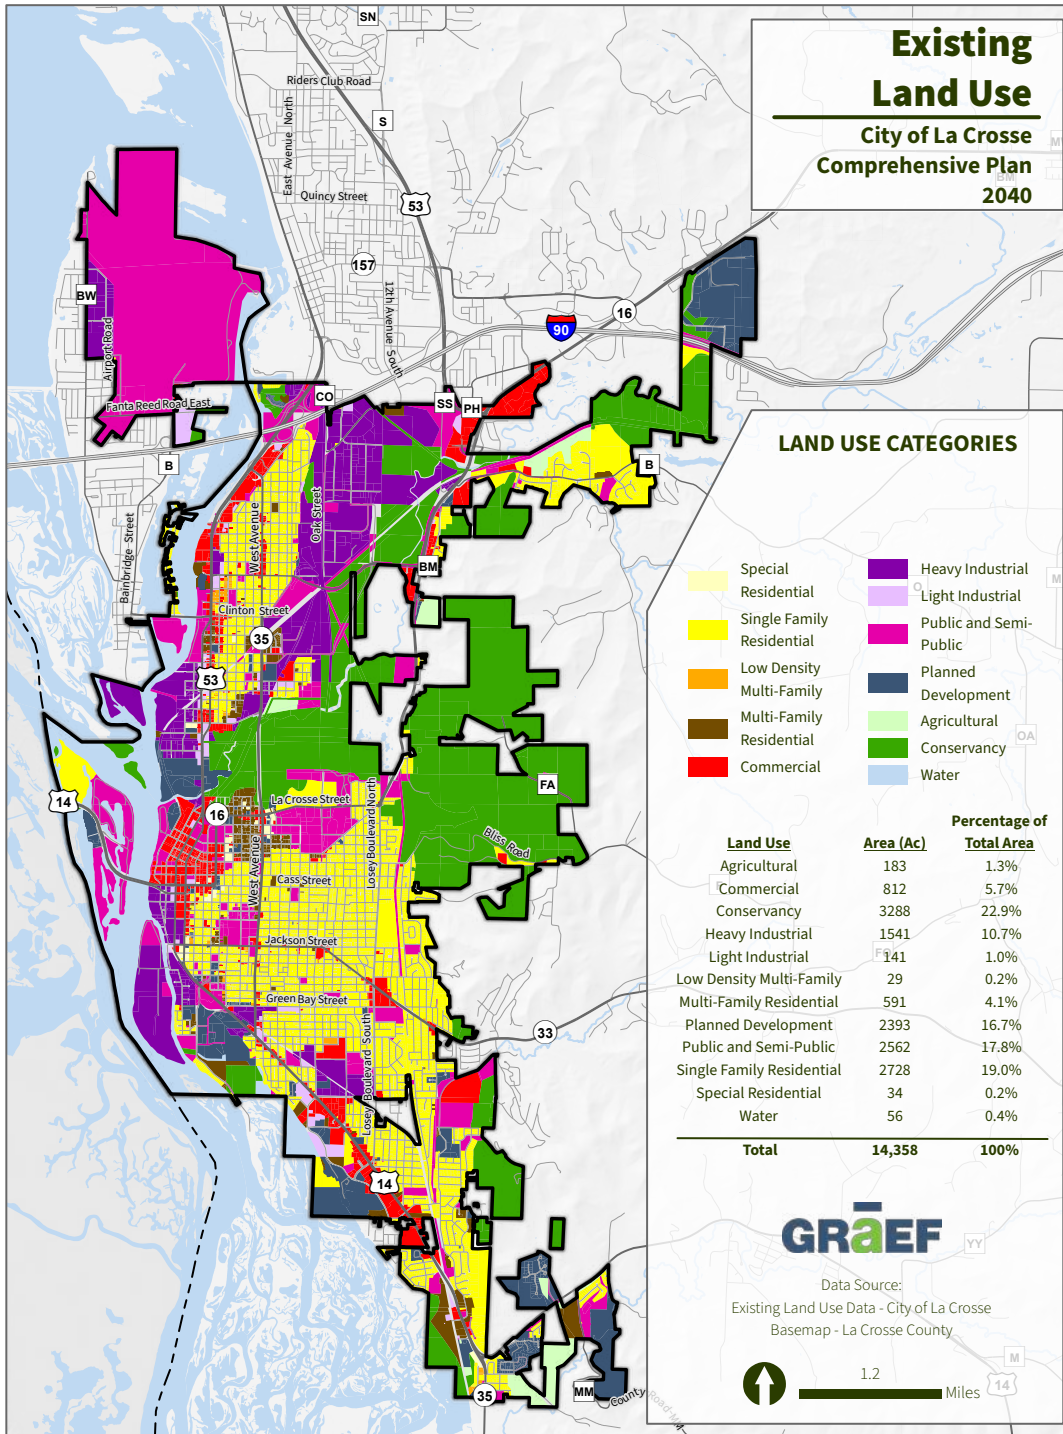 Existing
Land Use
City of La Crosse
Comprehensive Plan
2040
SN
Riders Club Road
S
East Avenue North
Quincy Street
53
157
12th Avenue South
BM
16
90
BW
Airport Road
Fanta Reed Road East
CO
SS
PH
B
B
Bainbridge Street
West Avenue
Oak Street
BM
Clinton Street
35
53
La Crosse Street
16
14
Losey Boulevard North
FA
Bliss Road
West Avenue
Cass Street
Jackson Street
Green Bay Street
Losey Boulevard South
33
14
35
MM
County Road MM
LAND USE CATEGORIES
Special
Residential
Single Family
Residential
Low Density
Multi-Family
Multi-Family
Residential
Commercial
Heavy Industrial
Light Industrial
Public and Semi-
Public
Planned
Development
Agricultural
Conservancy
Water
O
M
OA
Land Use Area (Ac) Percentage of Total Area
Agricultural 183 1.3%
Commercial 812 5.7%
Conservancy 3288 22.9%
Heavy Industrial 1541 10.7%
Light Industrial 141 1.0%
Low Density Multi-Family 29 0.2%
Multi-Family Residential 591 4.1%
Planned Development 2393 16.7%
Public and Semi-Public 2562 17.8%
Single Family Residential 2728 19.0%
Special Residential 34 0.2%
Water 56 0.4%
Total 14,358 100%
GRAEF
YY
Data Source:
Existing Land Use Data - City of La Crosse
Basemap - La Crosse County
1.2
Miles
M
14